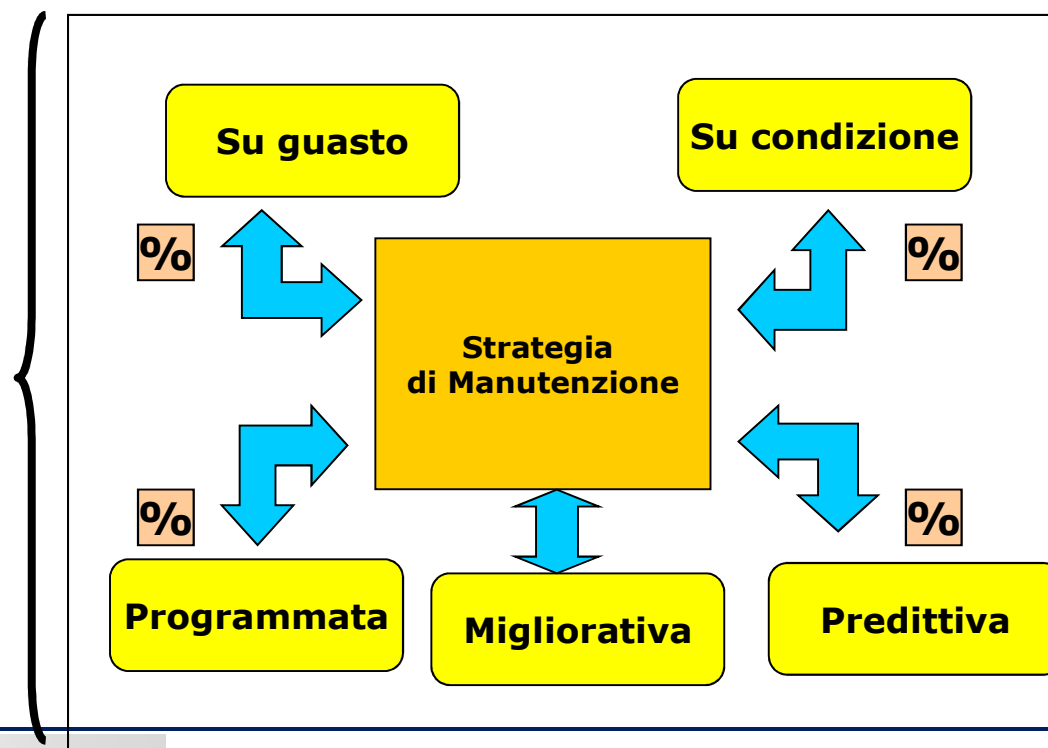 Su guasto
Su condizione
%
%
Strategia
di Manutenzione
%
%
Programmata
Migliorativa
Predittiva